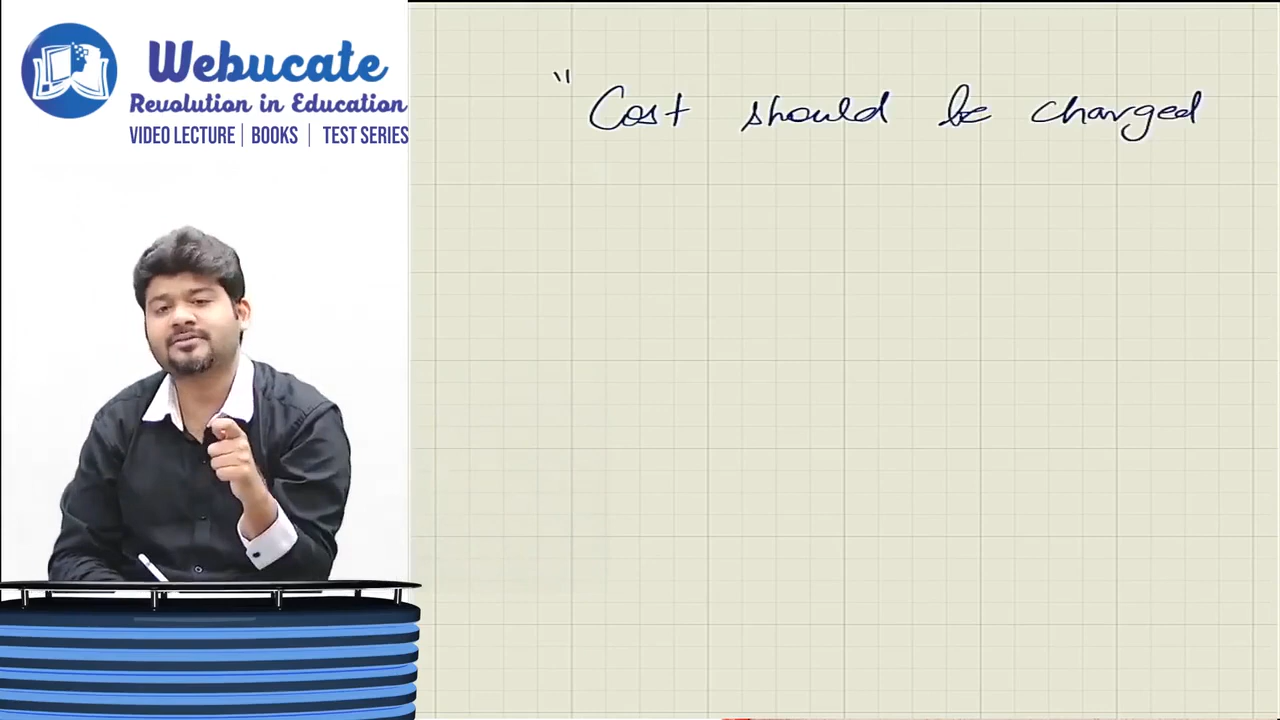 Webucate
Revolution in Education
VIDEO LECTURE | BOOKS | TEST SERIES
"Cost should be charged